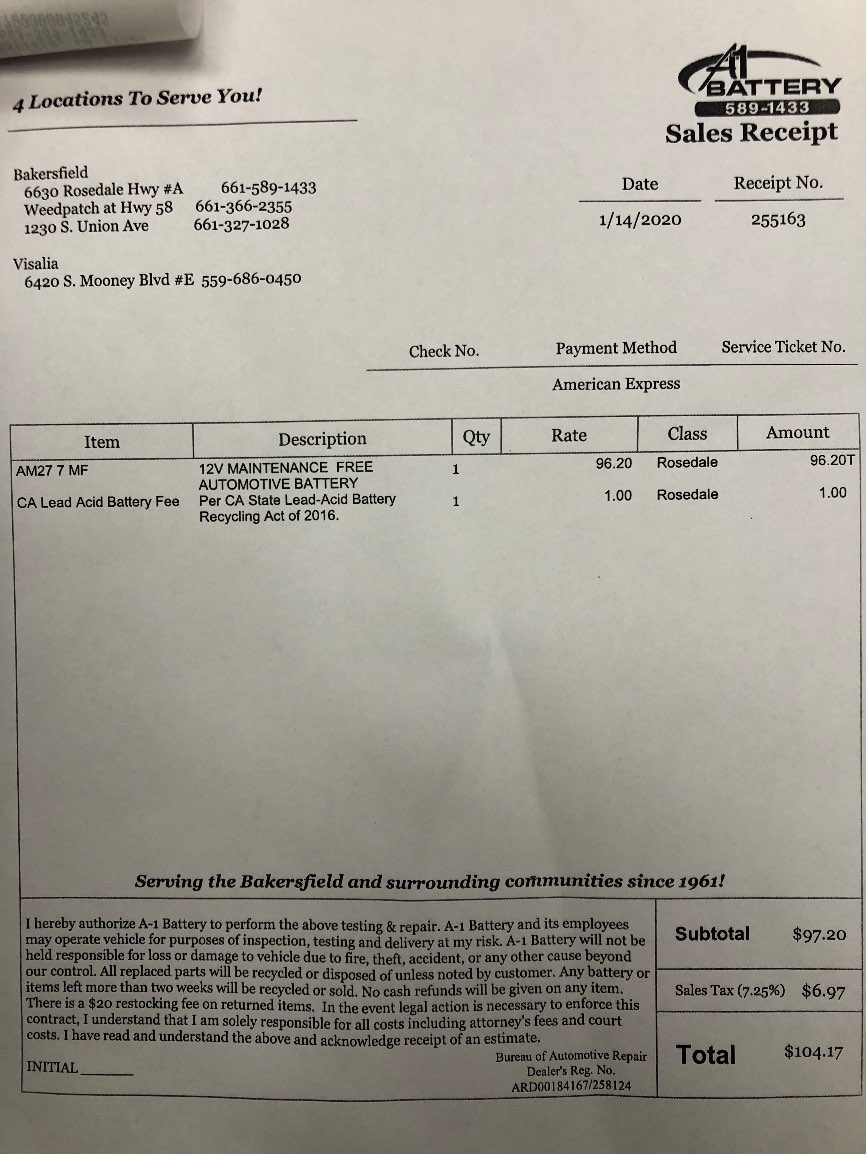 4 Locations To Serve You!
A1
BATTERY
589-1433
Sales Receipt
Bakersfield
6630 Rosedale Hwy #A 661-589-1433
Weedpatch at Hwy 58 661-366-2355
1230 S. Union Ave 661-327-1028
Visalia
6420 S. Mooney Blvd #E 559-686-0450
Date Receipt No.
1/14/2020 255163
Check No. Payment Method Service Ticket No.
American Express
Item Description Qty Rate Class Amount
AM27 7 MF 12V MAINTENANCE FREE 1 96.20 Rosedale 96.20T
AUTOMOTIVE BATTERY
CA Lead Acid Battery Fee Per CA State Lead-Acid Battery 1 1.00 Rosedale 1.00
Recycling Act of 2016.
Serving the Bakersfield and surrounding communities since 1961!
I hereby authorize A-1 Battery to perform the above testing & repair. A-1 Battery and its employees
may operate vehicle for purposes of inspection, testing and delivery at my risk. A-1 Battery will not be
held responsible for loss or damage to vehicle due to fire, theft, accident, or any other cause beyond
our control. All replaced parts will be recycled or disposed of unless noted by customer. Any battery or
items left more than two weeks will be recycled or sold. No cash refunds will be given on any item.
There is a $20 restocking fee on returned items. In the event legal action is necessary to enforce this
contract, I understand that I am solely responsible for all costs including attorney's fees and court
costs. I have read and understand the above and acknowledge receipt of an estimate.
INITIAL______
Bureau of Automotive Repair
Dealer's Reg. No.
ARD00184167/258124
Subtotal $97.20
Sales Tax (7.25%) $6.97
Total $104.17